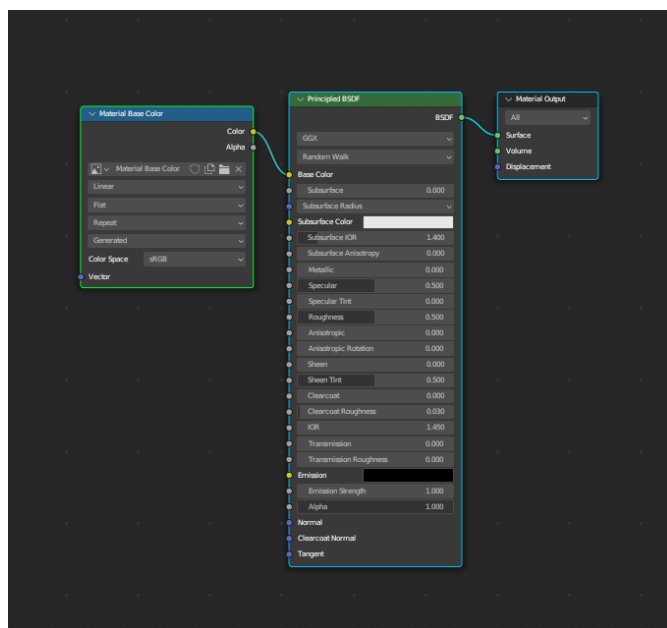 Material Base Color
Color
Alpha
Material Base Color
Linear
Flat
Repeat
Generated
Color Space sRGB
Vector
Principled BSDF
BSDF
GGX
Random Walk
Base Color
Subsurface 0.000
Subsurface Radius
Subsurface Color
Subsurface IOR 1.400
Subsurface Anisotropy 0.000
Metallic 0.000
Specular 0.500
Specular Tint 0.000
Roughness 0.500
Anisotropic 0.000
Anisotropic Rotation 0.000
Sheen 0.000
Sheen Tint 0.500
Clearcoat 0.000
Clearcoat Roughness 0.030
IOR 1.450
Transmission 0.000
Transmission Roughness 0.000
Emission
Emission Strength 1.000
Alpha 1.000
Normal
Clearcoat Normal
Tangent
Material Output
All
Surface
Volume
Displacement